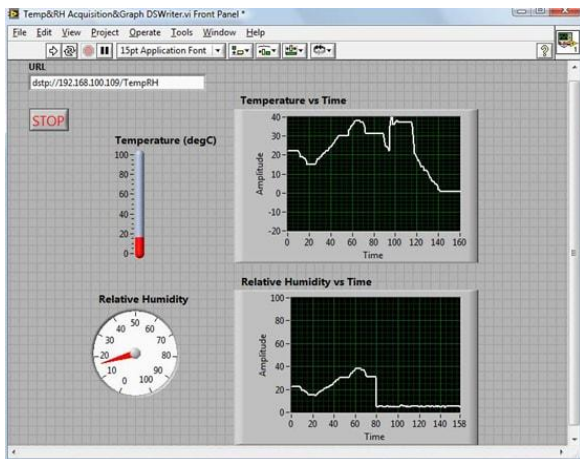 Temp&RH Acquisition&Graph DSWriter.vi Front Panel *
File Edit View Project Operate Tools Window Help
15pt Application Font
?
1
URL
dstp://192.168.100.109/TempRH
STOP
Temperature (degC)
100
80
60
40
20
0
Temperature vs Time
Amplitude
40
30
20
10
0
-10
-20
0 20 40 60 80 100 120 140 160
Time
Relative Humidity
0 10 20 30 40 50 60 70 80 90 100
Relative Humidity vs Time
Amplitude
100
80
60
40
20
0
0 20 40 60 80 100 120 140 158
Time